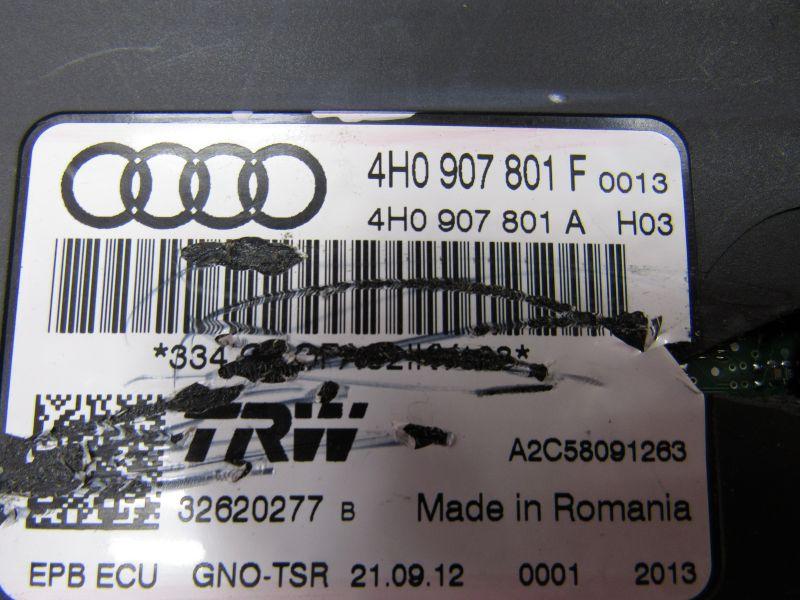 4H0 907 801 F 0013
4H0 907 801 A H03
TRW
A2C58091263
32620277 B Made in Romania
EPB ECU GNO-TSR 21.09.12 0001 2013